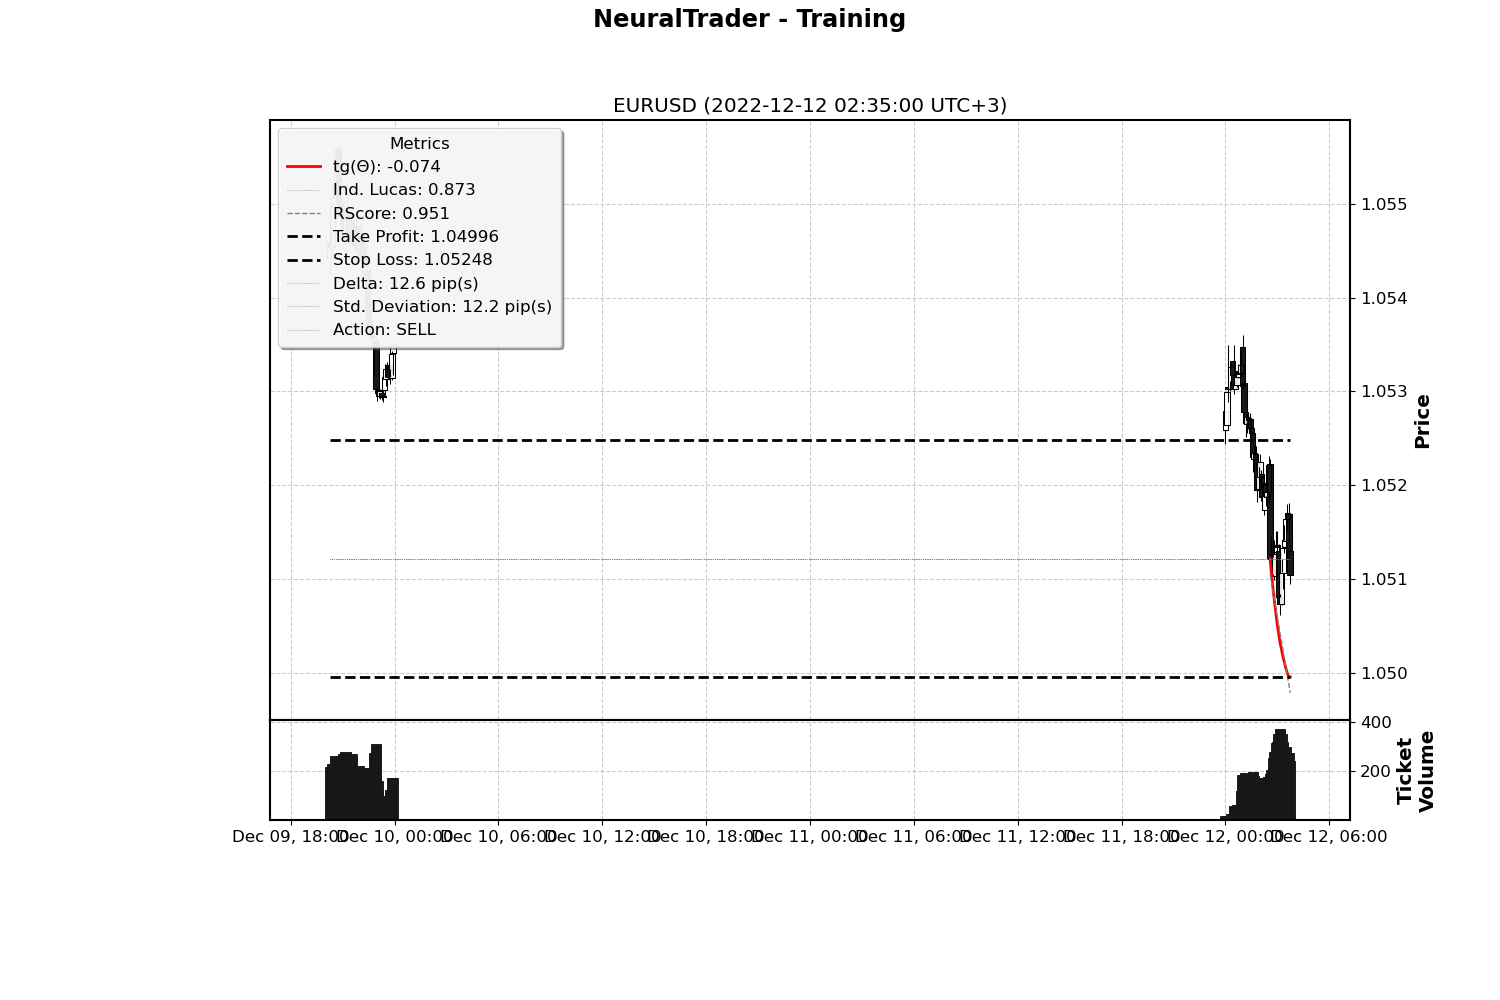 NeuralTrader - Training
EURUSD (2022-12-12 02:35:00 UTC+3)
Metrics
tg(Θ): -0.074
Ind. Lucas: 0.873
RScore: 0.951
Take Profit: 1.04996
Stop Loss: 1.05248
Delta: 12.6 pip(s)
Std. Deviation: 12.2 pip(s)
Action: SELL
1.055
1.054
1.053
1.052
1.051
1.050
Price
400
200
Ticket
Volume
Dec 09, 18:00
Dec 10, 00:00
Dec 10, 06:00
Dec 10, 12:00
Dec 10, 18:00
Dec 11, 00:00
Dec 11, 06:00
Dec 11, 12:00
Dec 11, 18:00
Dec 12, 00:00
Dec 12, 06:00